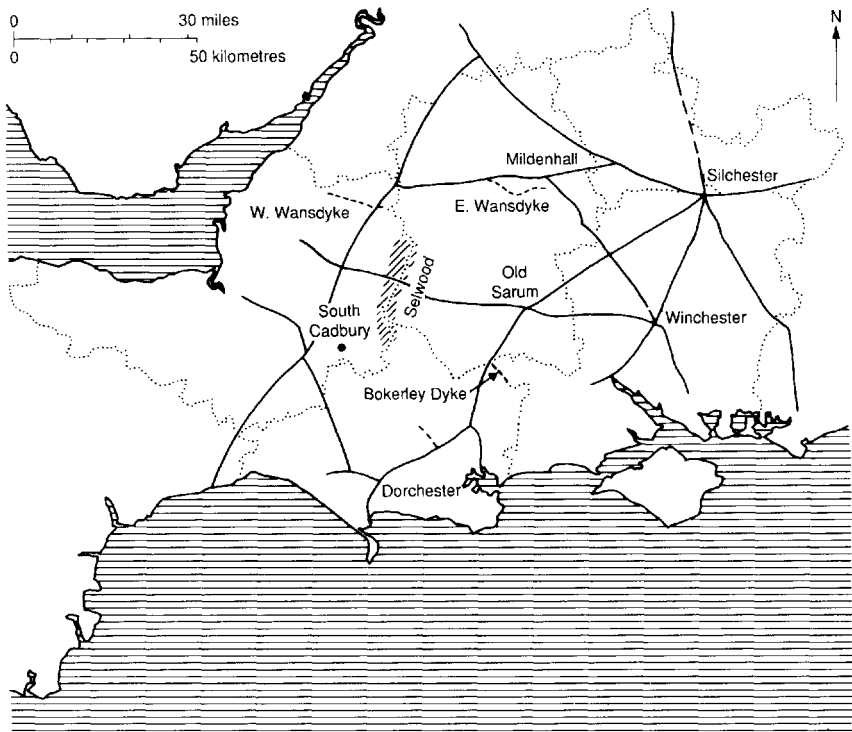 0 30 miles
0 50 kilometres
N
Mildenhall
Silchester
W. Wansdyke
E. Wansdyke
Selwood
Old
Sarum
South
Cadbury
Winchester
Bokerley Dyke
Dorchester